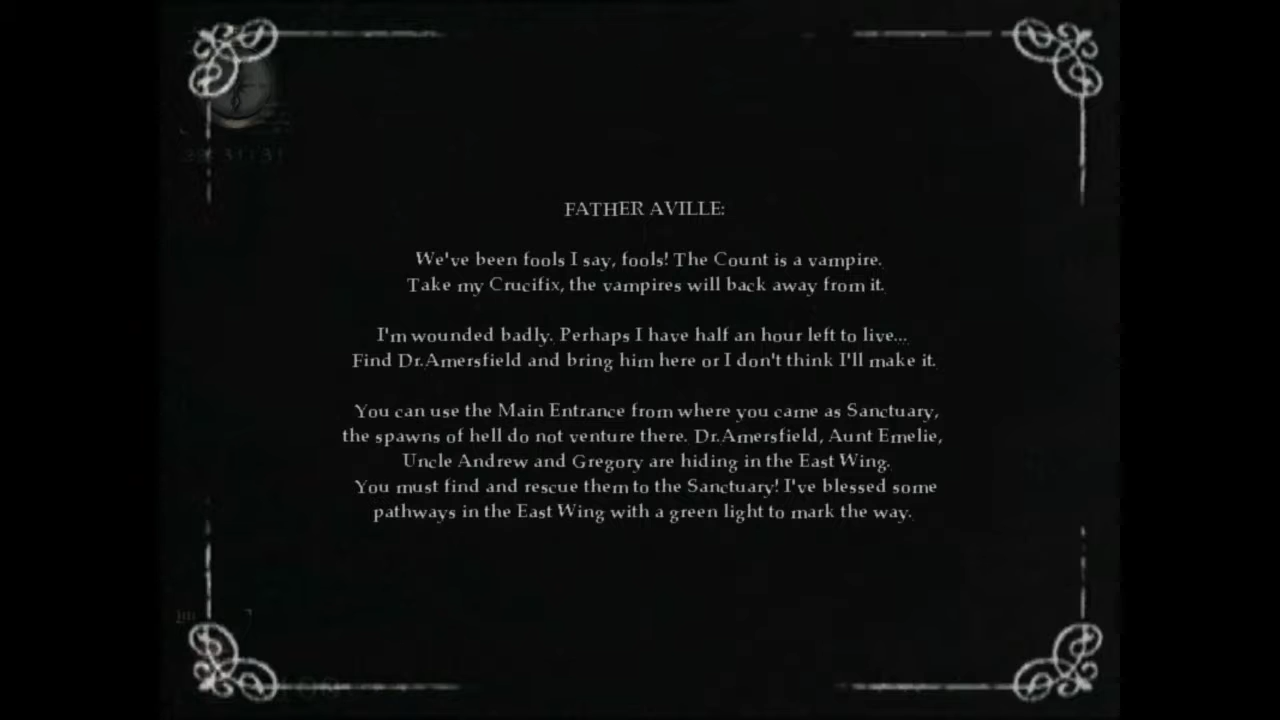 FATHER AVILLE:
We've been fools I say, fools! The Count is a vampire.
Take my Crucifix, the vampires will back away from it.
I'm wounded badly. Perhaps I have half an hour left to live...
Find Dr.Amersfield and bring him here or I don't think I'll make it.
You can use the Main Entrance from where you came as Sanctuary,
the spawns of hell do not venture there. Dr.Amersfield, Aunt Emelie,
Uncle Andrew and Gregory are hiding in the East Wing.
You must find and rescue them to the Sanctuary! I've blessed some
pathways in the East Wing with a green light to mark the way.